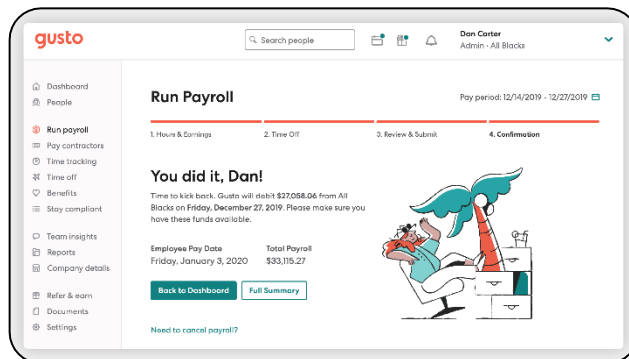 gusto
Search people
Dan Carter
Admin · All Blacks
Dashboard
People
Run payroll
Pay contractors
Time tracking
Time off
Benefits
Stay compliant
Team insights
Reports
Company details
Refer & earn
Documents
Settings
Run Payroll
Pay period: 12/14/2019 - 12/27/2019
1. Hours & Earnings
2. Time Off
3. Review & Submit
4. Confirmation
You did it, Dan!
Time to kick back. Gusto will debit $27,058.06 from All
Blacks on Friday, December 27, 2019. Please make sure you
have these funds available.
Employee Pay Date
Friday, January 3, 2020
Total Payroll
$33,115.27
Back to Dashboard
Full Summary
Need to cancel payroll?